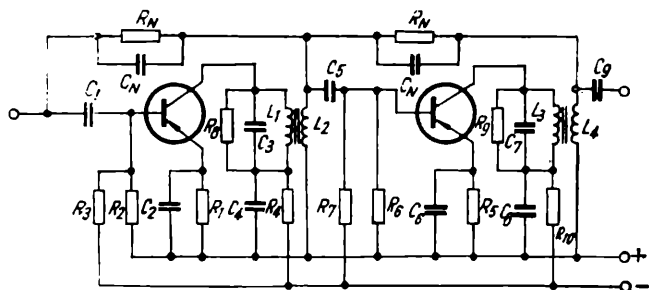 R_N R_N
C_N C_5 C_N C_9
C_1
R_8 L_1 L_2 R_9 L_3 L_4
C_3 C_7
R_3 R_2 C_2 R_1 C_4 R_4 R_7 R_6 C_6 R_5 C_8 R_10
+
−